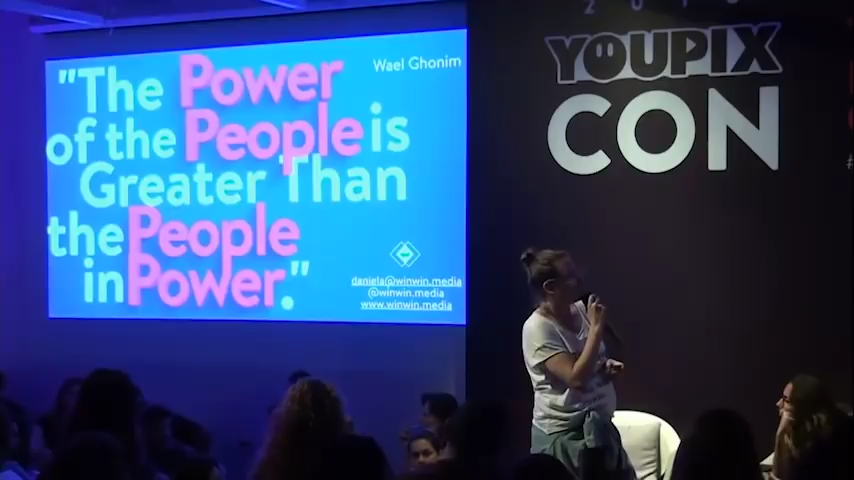 "The Power
of the People is
Greater Than
the People
in Power."
Wael Ghonim
daniela@winwin.media
@winwin.media
www.winwin.media
YOUPIX
CON